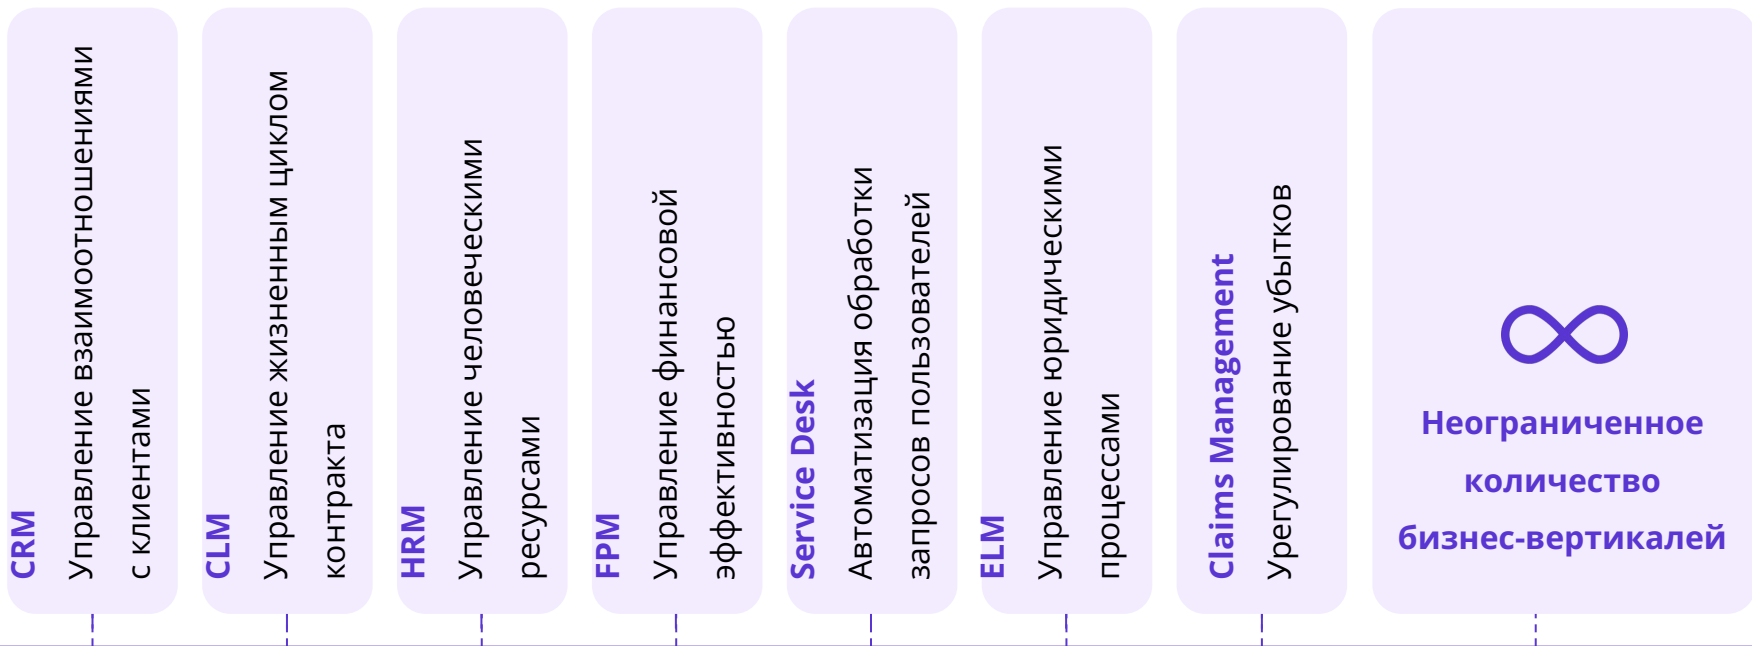 CRM
Управление взаимоотношениями
с клиентами
CLM
Управление жизненным циклом
контракта
HRM
Управление человеческими
ресурсами
FPM
Управление финансовой
эффективностью
Service Desk
Автоматизация обработки
запросов пользователей
ELM
Управление юридическими
процессами
Claims Management
Урегулирование убытков
Неограниченное
количество
бизнес-вертикалей